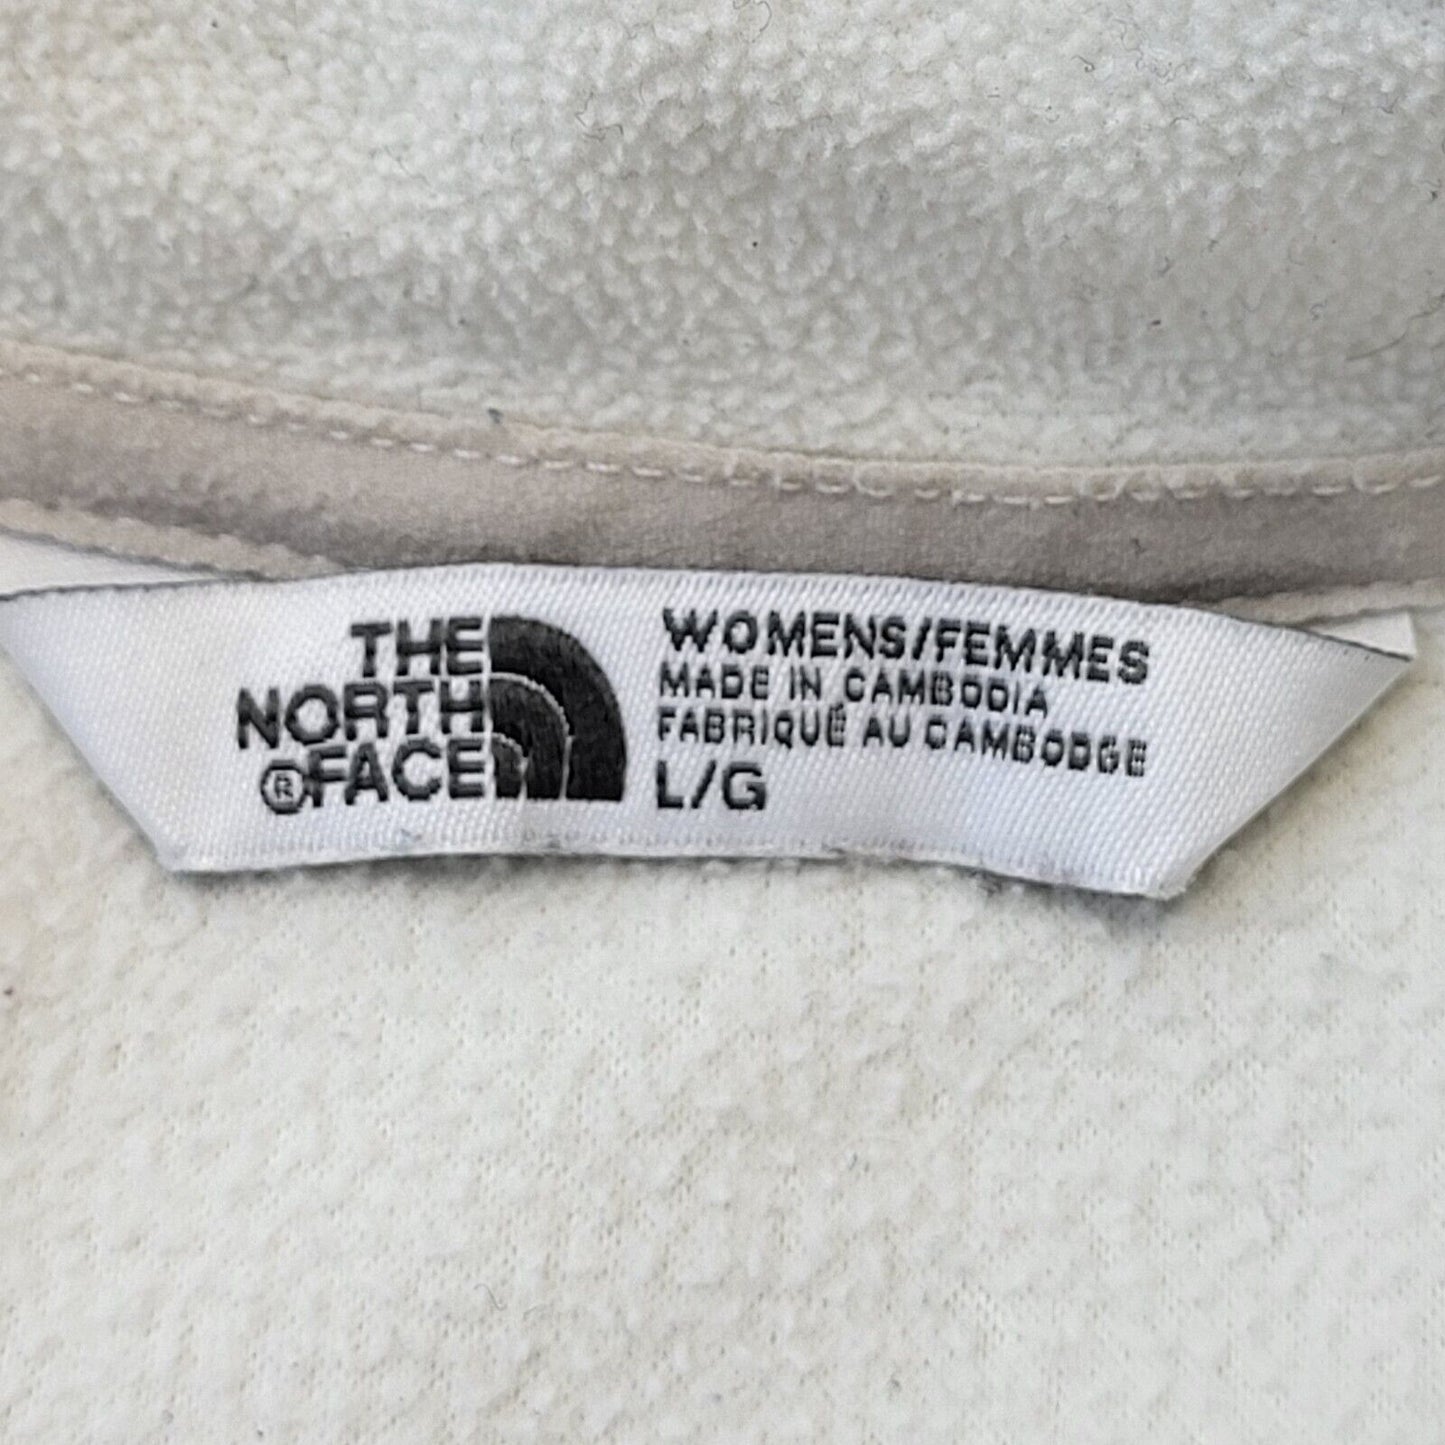 THE
NORTH
®FACE
WOMENS/FEMMES
MADE IN CAMBODIA
FABRIQUÉ AU CAMBODGE
L/G